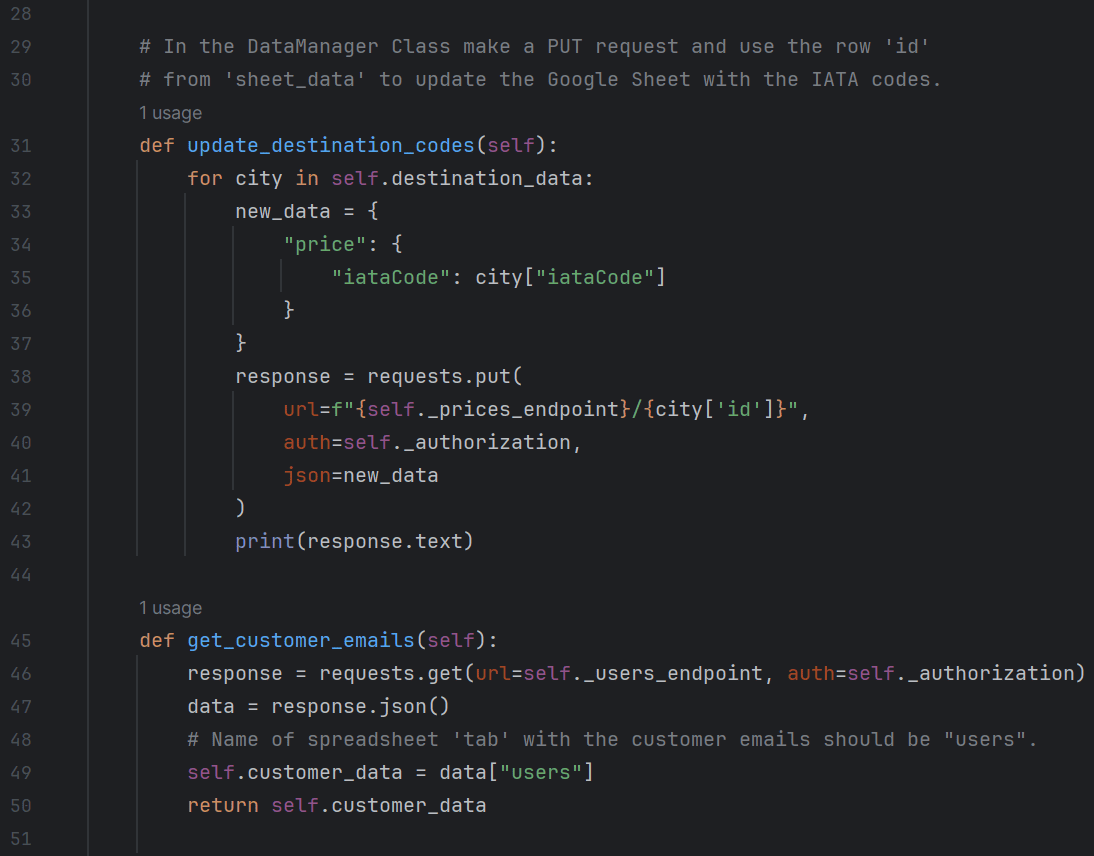 28
29 # In the DataManager Class make a PUT request and use the row 'id'
30 # from 'sheet_data' to update the Google Sheet with the IATA codes.
1 usage
31 def update_destination_codes(self):
32 for city in self.destination_data:
33 new_data = {
34 "price": {
35 "iataCode": city["iataCode"]
36 }
37 }
38 response = requests.put(
39 url=f"{self._prices_endpoint}/{city['id']}",
40 auth=self._authorization,
41 json=new_data
42 )
43 print(response.text)
44
1 usage
45 def get_customer_emails(self):
46 response = requests.get(url=self._users_endpoint, auth=self._authorization)
47 data = response.json()
48 # Name of spreadsheet 'tab' with the customer emails should be "users".
49 self.customer_data = data["users"]
50 return self.customer_data
51